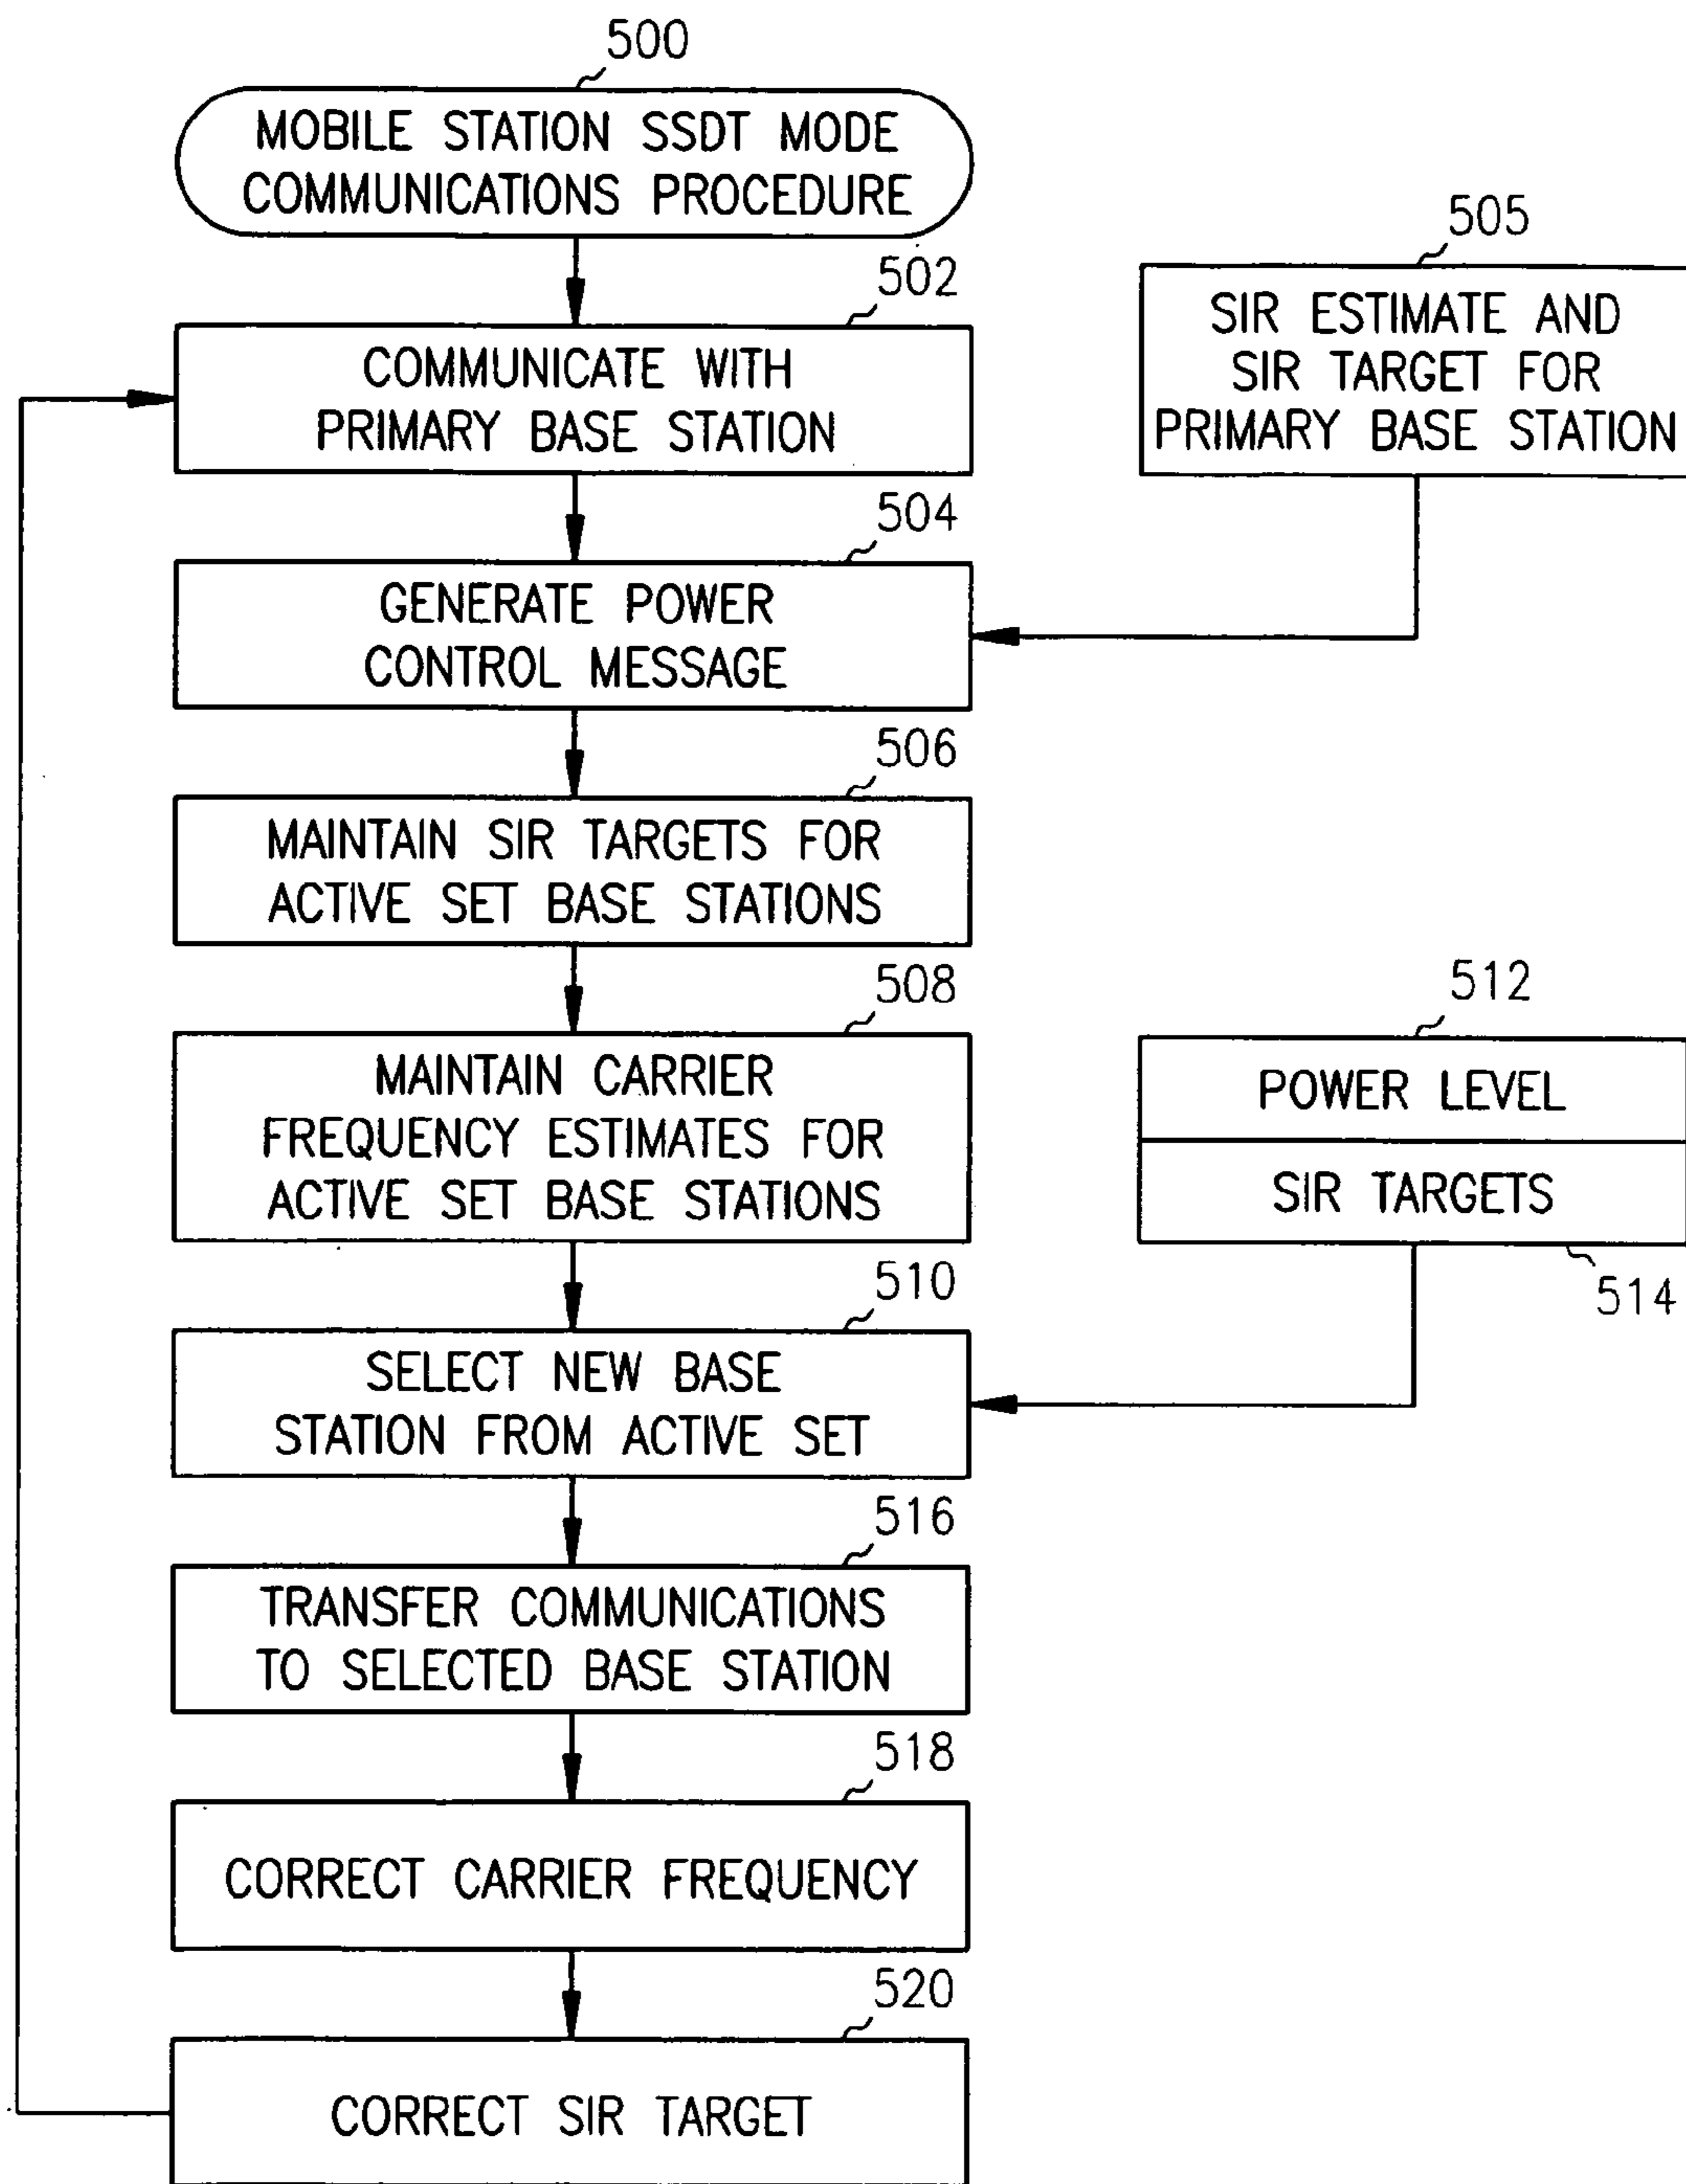 500
MOBILE STATION SSDT MODE
COMMUNICATIONS PROCEDURE
502
COMMUNICATE WITH
PRIMARY BASE STATION
505
SIR ESTIMATE AND
SIR TARGET FOR
PRIMARY BASE STATION
504
GENERATE POWER
CONTROL MESSAGE
506
MAINTAIN SIR TARGETS FOR
ACTIVE SET BASE STATIONS
508
MAINTAIN CARRIER
FREQUENCY ESTIMATES FOR
ACTIVE SET BASE STATIONS
512
POWER LEVEL
SIR TARGETS
514
510
SELECT NEW BASE
STATION FROM ACTIVE SET
516
TRANSFER COMMUNICATIONS
TO SELECTED BASE STATION
518
CORRECT CARRIER FREQUENCY
520
CORRECT SIR TARGET